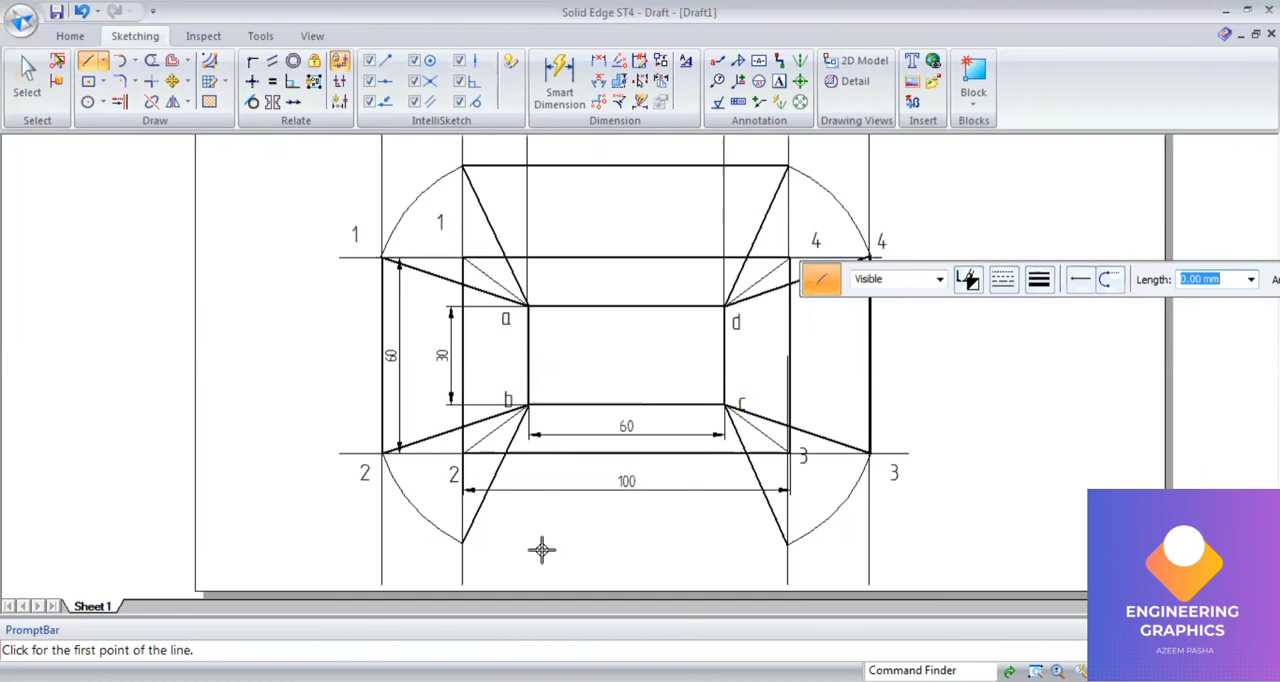 Solid Edge ST4 - Draft - [Draft1]
Home Sketching Inspect Tools View
Select
Smart Dimension
2D Model
Detail
Block
Select Draw Relate IntelliSketch Dimension Annotation Drawing Views Insert Blocks
1 1 4 4
Visible Length: 0.00 mm
a d
60 30
b c
60
2 2 3 3
100
Sheet1
PromptBar
Click for the first point of the line.
Command Finder
ENGINEERING
GRAPHICS
AZEEM PASHA